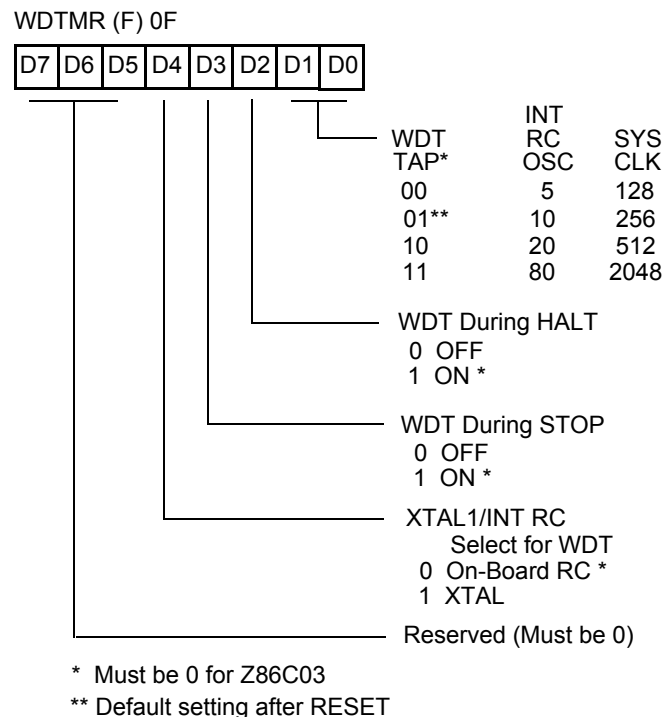 WDTMR (F) 0F
D7 D6 D5 D4 D3 D2 D1 D0
INT
WDT RC SYS
TAP* OSC CLK
00 5 128
01** 10 256
10 20 512
11 80 2048
WDT During HALT
0 OFF
1 ON *
WDT During STOP
0 OFF
1 ON *
XTAL1/INT RC
Select for WDT
0 On-Board RC *
1 XTAL
Reserved (Must be 0)
* Must be 0 for Z86C03
** Default setting after RESET